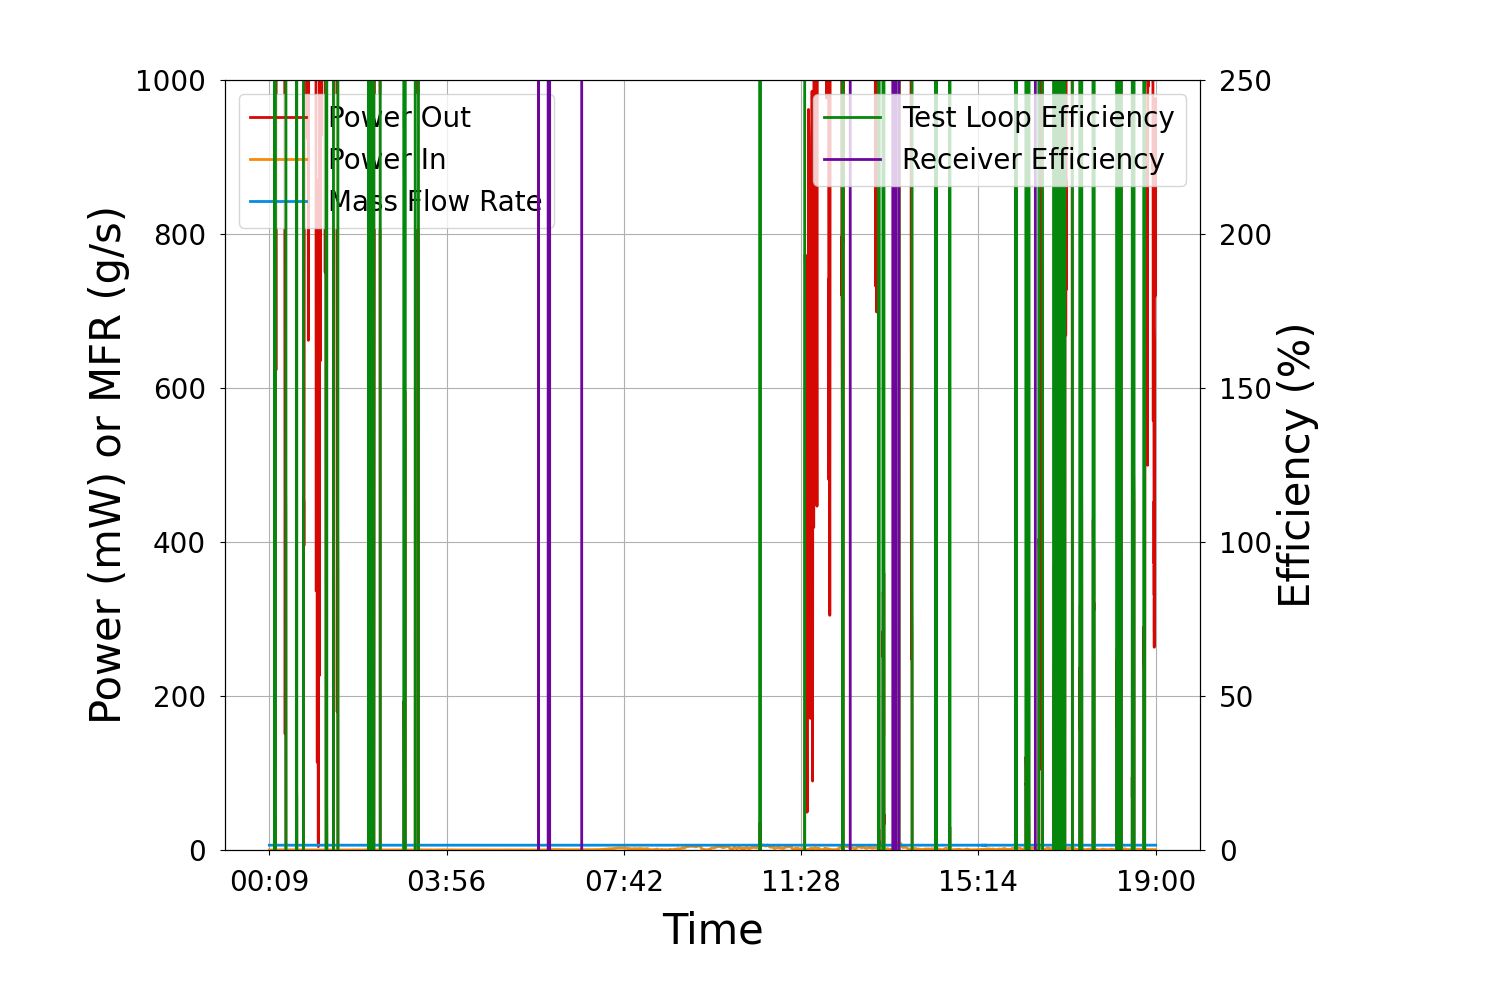 1000
800
600
400
200
0
Power (mW) or MFR (g/s)
Power Out
Power In
Mass Flow Rate
Test Loop Efficiency
Receiver Efficiency
250
200
150
100
50
0
Efficiency (%)
00:09 03:56 07:42 11:28 15:14 19:00
Time